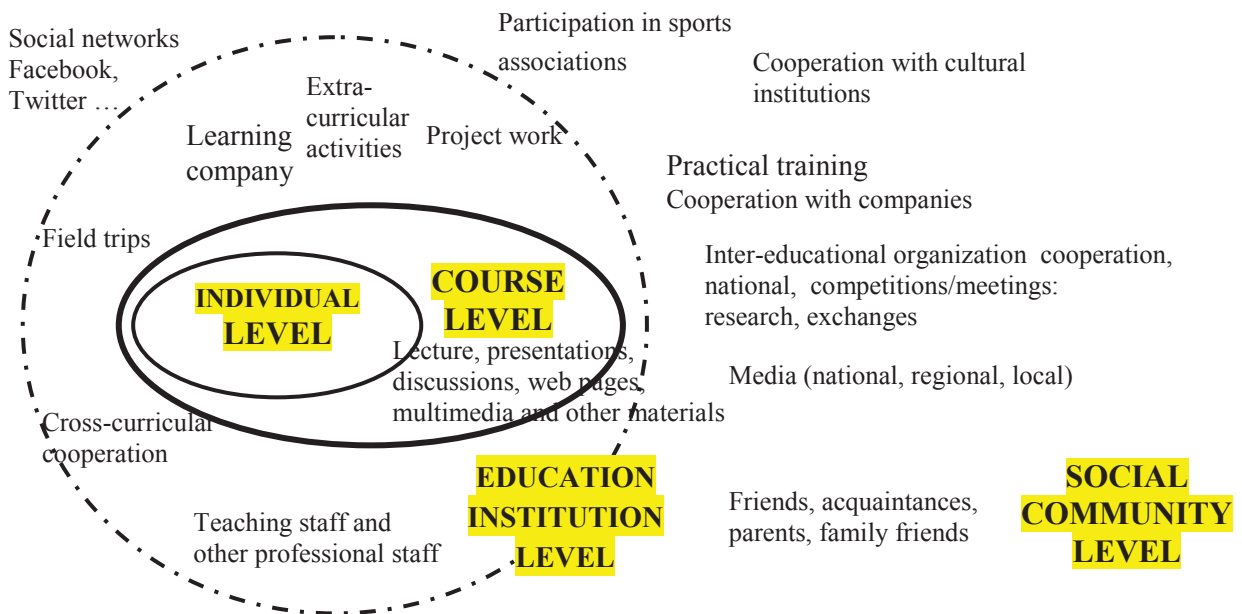 Social networks
Facebook,
Twitter …
Participation in sports
associations
Cooperation with cultural
institutions
Extra-
curricular
activities
Learning
company
Project work
Practical training
Cooperation with companies
Field trips
Inter-educational organization cooperation,
national, competitions/meetings:
research, exchanges
INDIVIDUAL
LEVEL
COURSE
LEVEL
Lecture, presentations,
discussions, web pages,
multimedia and other materials
Media (national, regional, local)
Cross-curricular
cooperation
EDUCATION
INSTITUTION
LEVEL
Teaching staff and
other professional staff
Friends, acquaintances,
parents, family friends
SOCIAL
COMMUNITY
LEVEL